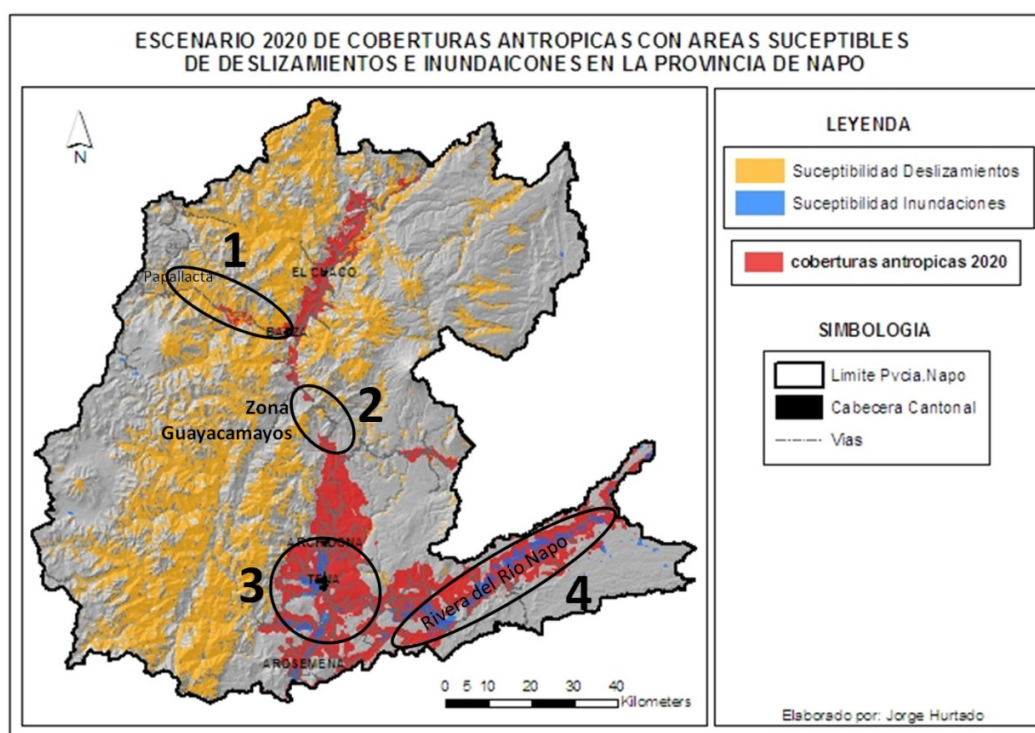 ESCENARIO 2020 DE COBERTURAS ANTROPICAS CON AREAS SUCEPTIBLES
DE DESLIZAMIENTOS E INUNDAICONES EN LA PROVINCIA DE NAPO
N
1
Papallacta
EL CHACO
BAEZA
2
Zona
Guayacamayos
ARCHIDONA
3
TENA
Rivera del Río Napo
4
AROSEMENA
0 5 10 20 30 40
Kilometers
LEYENDA
Suceptibilidad Deslizamientos
Suceptibilidad Inundaciones
coberturas antropicas 2020
SIMBOLOGIA
Limite Pvcia.Napo
Cabecera Cantonal
Vias
Elaborado por: Jorge Hurtado